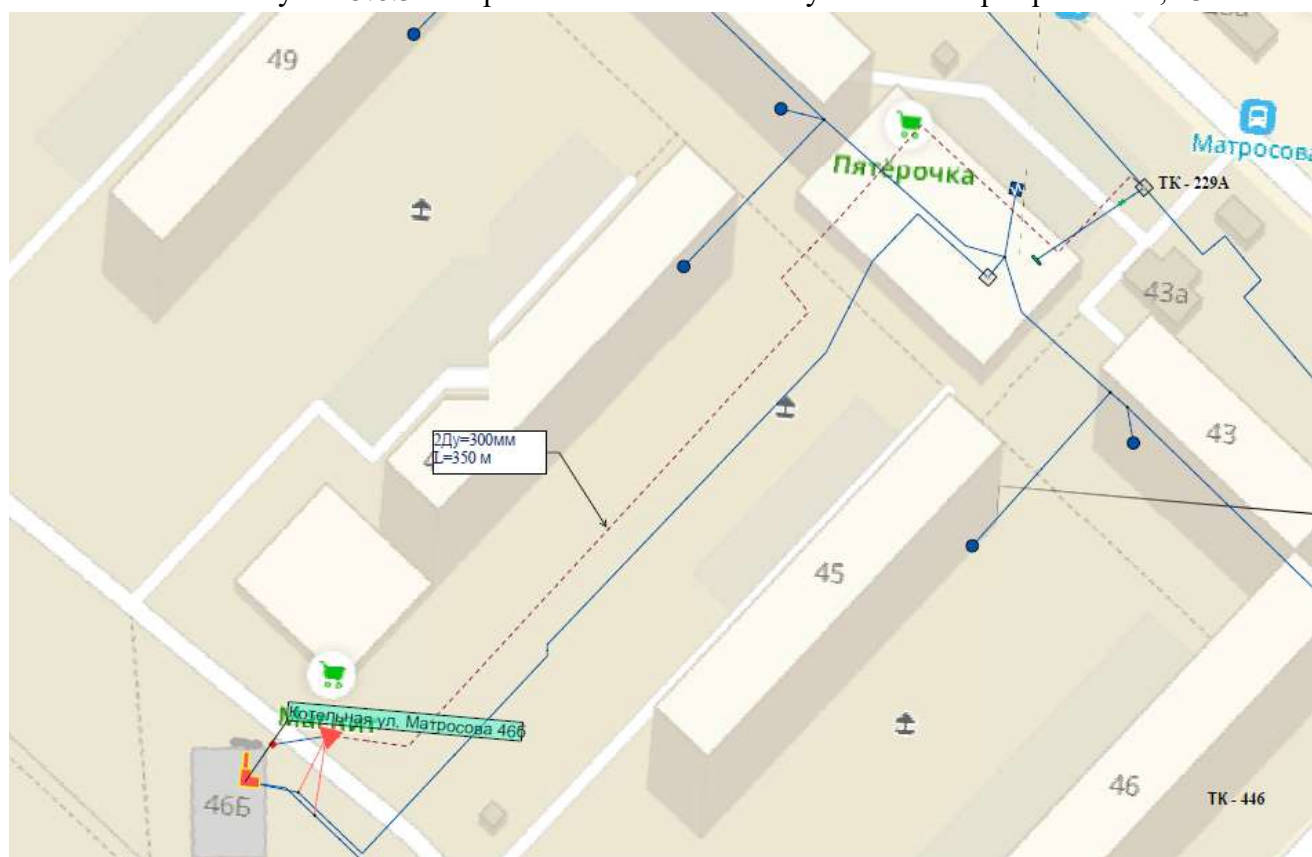 49
Матросова
Пятёрочка
ТК - 229А
43а
2Ду=300мм
L=350 м
43
45
Магнит
Котельная ул. Матросова 46б
46Б
46
ТК - 446